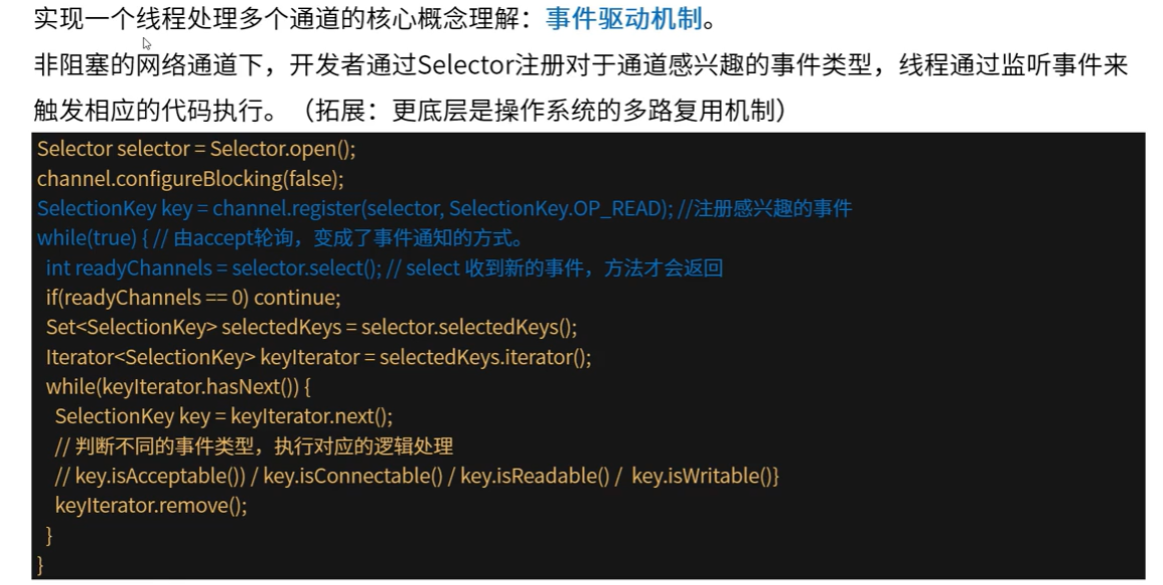 实现一个线程处理多个通道的核心概念理解：事件驱动机制。
非阻塞的网络通道下，开发者通过Selector注册对于通道感兴趣的事件类型，线程通过监听事件来
触发相应的代码执行。（拓展：更底层是操作系统的多路复用机制）
Selector selector = Selector.open();
channel.configureBlocking(false);
SelectionKey key = channel.register(selector, SelectionKey.OP_READ); //注册感兴趣的事件
while(true) { // 由accept轮询，变成了事件通知的方式。
  int readyChannels = selector.select(); // select 收到新的事件，方法才会返回
  if(readyChannels == 0) continue;
  Set<SelectionKey> selectedKeys = selector.selectedKeys();
  Iterator<SelectionKey> keyIterator = selectedKeys.iterator();
  while(keyIterator.hasNext()) {
    SelectionKey key = keyIterator.next();
    // 判断不同的事件类型，执行对应的逻辑处理
    // key.isAcceptable()) / key.isConnectable() / key.isReadable() /  key.isWritable()}
    keyIterator.remove();
  }
}